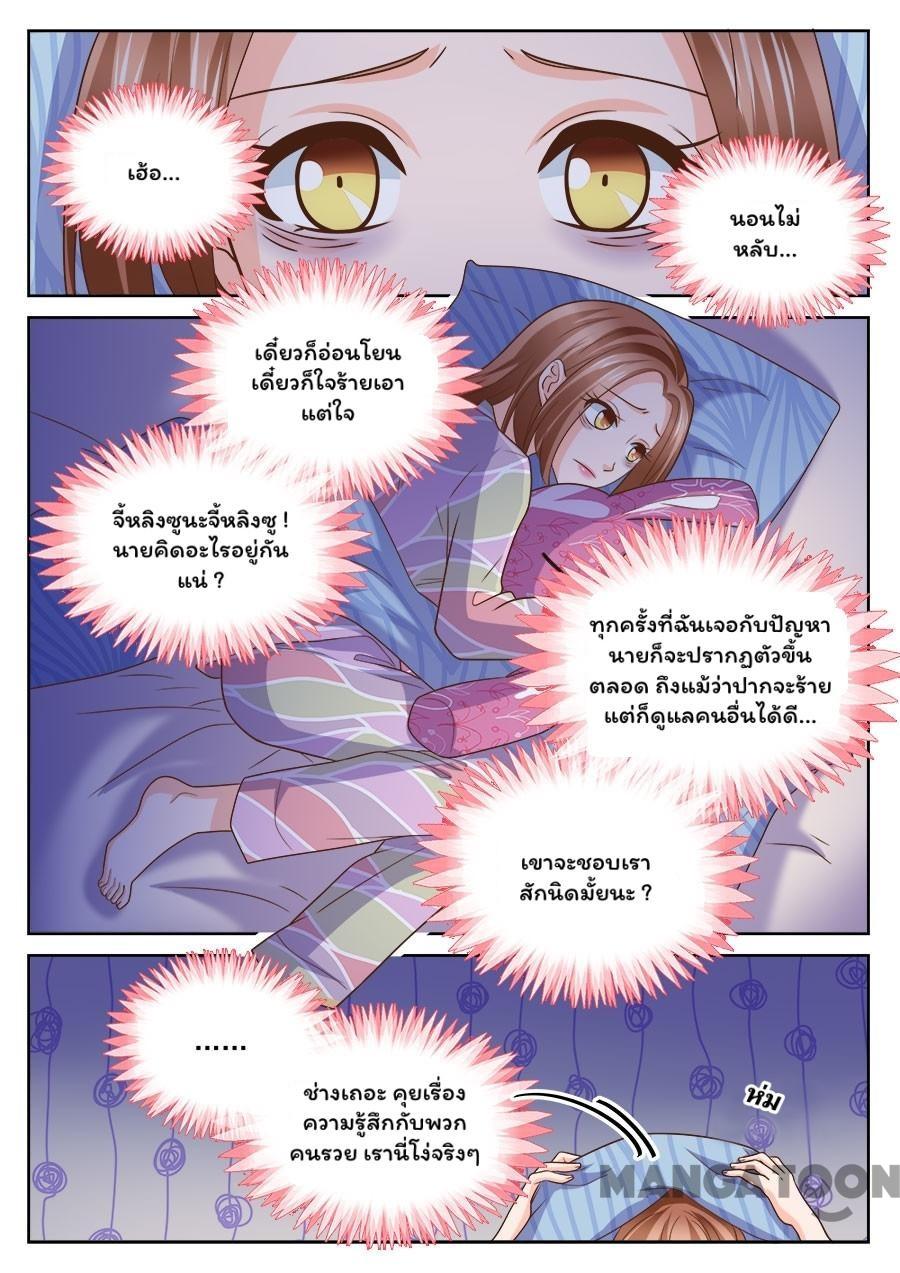 เฮ้อ...
นอนไม่
หลับ...
เดี๋ยวก็อ่อนโยน
เดี๋ยวก็ใจร้ายเอา
แต่ใจ
จี้หลิงซูนะจี้หลิงซู !
นายคิดอะไรอยู่กัน
แน่ ?
ทุกครั้งที่ฉันเจอกับปัญหา
นายก็จะปรากฏตัวขึ้น
ตลอด ถึงแม้ว่าปากจะร้าย
แต่ก็ดูแลคนอื่นได้ดี...
เขาจะชอบเรา
สักนิดมั้ยนะ ?
......
ช่างเถอะ คุยเรื่อง
ความรู้สึกกับพวก
คนรวย เรานี่โง่จริงๆ
ห่ม
MANGATOON